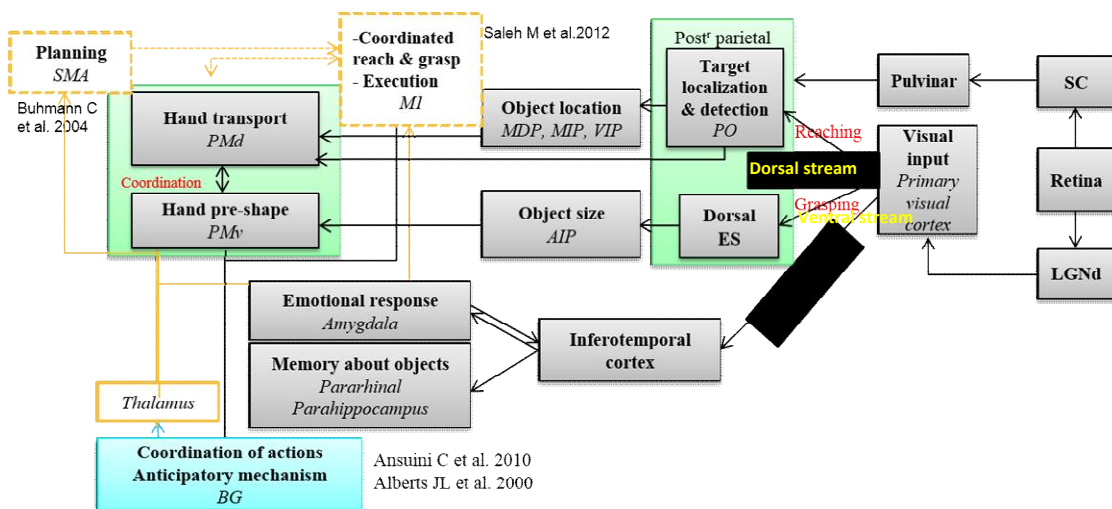 Planning
SMA
Buhmann C
et al. 2004
-Coordinated
reach & grasp
- Execution
M1
Saleh M et al.2012
Hand transport
PMd
Coordination
Hand pre-shape
PMv
Object location
MDP, MIP, VIP
Object size
AIP
Postr parietal
Target
localization
& detection
PO
Dorsal
ES
Reaching
Dorsal stream
Grasping
Ventral stream
Pulvinar
SC
Visual
input
Primary
visual
cortex
Retina
LGNd
Emotional response
Amygdala
Memory about objects
Pararhinal
Parahippocampus
Inferotemporal
cortex
Thalamus
Coordination of actions
Anticipatory mechanism
BG
Ansuini C et al. 2010
Alberts JL et al. 2000